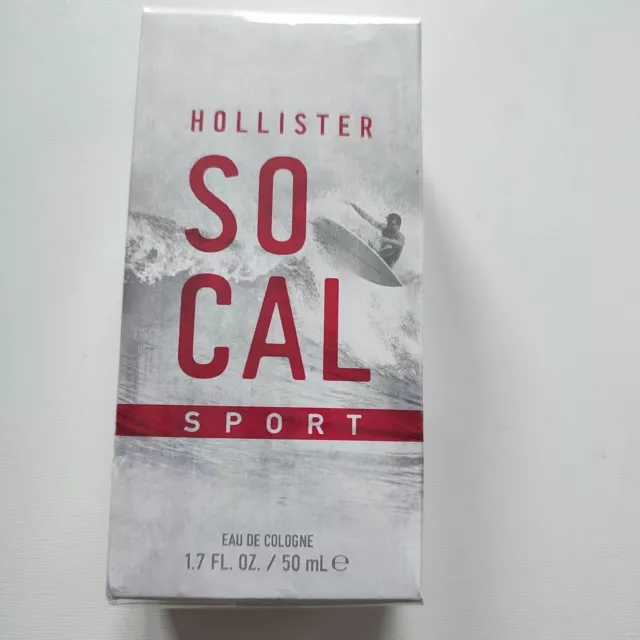 HOLLISTER
SO
CAL
SPORT
EAU DE COLOGNE
1.7 FL. OZ. / 50 mL ℮